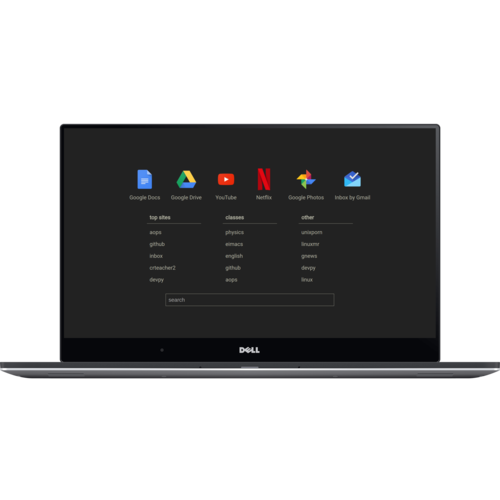 Google Docs Google Drive YouTube Netflix Google Photos Inbox by Gmail
top sites classes other
aops physics unixporn
github eimacs linuxmr
inbox english gnews
crteacher2 github devpy
devpy aops linux
search
DELL